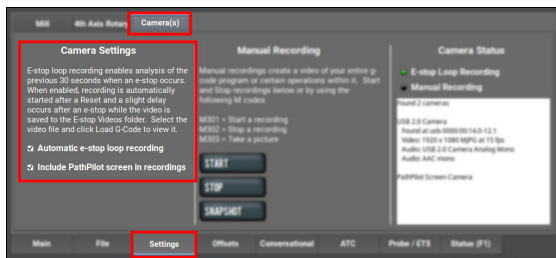 Mill
4th Axis Rotary
Camera(s)
Camera Settings
E-stop loop recording enables analysis of the
previous 30 seconds when an e-stop occurs.
When enabled, recording is automatically
started after a Reset and a slight delay
occurs after an e-stop while the video is
saved to the E-stop Videos folder. Select the
video file and click Load G-Code to view it.
Automatic e-stop loop recording
Include PathPilot screen in recordings
Manual Recording
Manual recordings create a video of your entire g-
code program or certain operations within it. Start
and Stop recordings below or by using the
following M codes:
M301 = Start a recording
M302 = Stop a recording
M303 = Take a picture
START
STOP
SNAPSHOT
Camera Status
E-stop Loop Recording
Manual Recording
Found 2 cameras
USB 2.0 Camera
Found at usb-0000:00:14.0-12.1
Video: 1920 x 1080 MJPG at 15 fps
Audio: USB 2.0 Camera Analog Mono
Audio: AAC mono
PathPilot Screen Camera
Main
File
Settings
Offsets
Conversational
ATC
Probe / ETS
Status (F1)